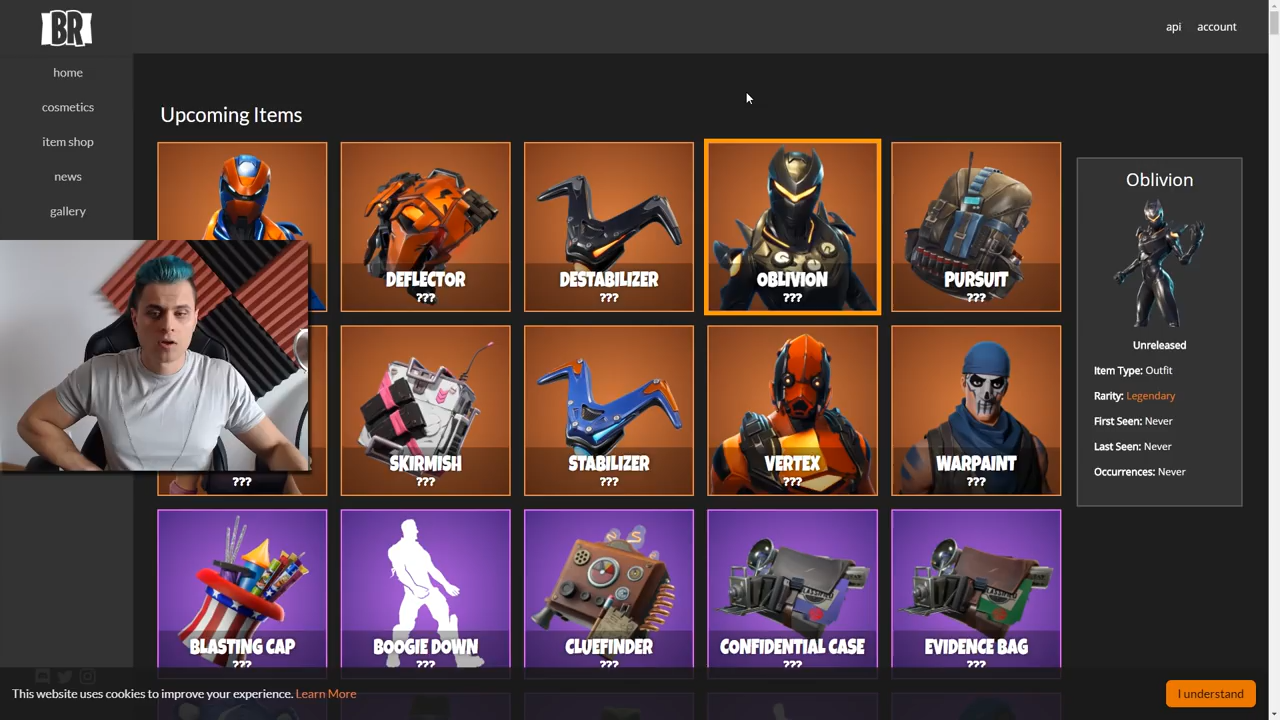 BR
api
account
home
cosmetics
item shop
news
gallery
Upcoming Items
DEFLECTOR
???
DESTABILIZER
???
OBLIVION
???
PURSUIT
???
???
SKIRMISH
???
STABILIZER
???
VERTEX
???
WARPAINT
???
BLASTING CAP
???
BOOGIE DOWN
???
CLUEFINDER
???
CONFIDENTIAL CASE
???
EVIDENCE BAG
???
Oblivion
Unreleased
Item Type: Outfit
Rarity: Legendary
First Seen: Never
Last Seen: Never
Occurrences: Never
This website uses cookies to improve your experience. Learn More
I understand